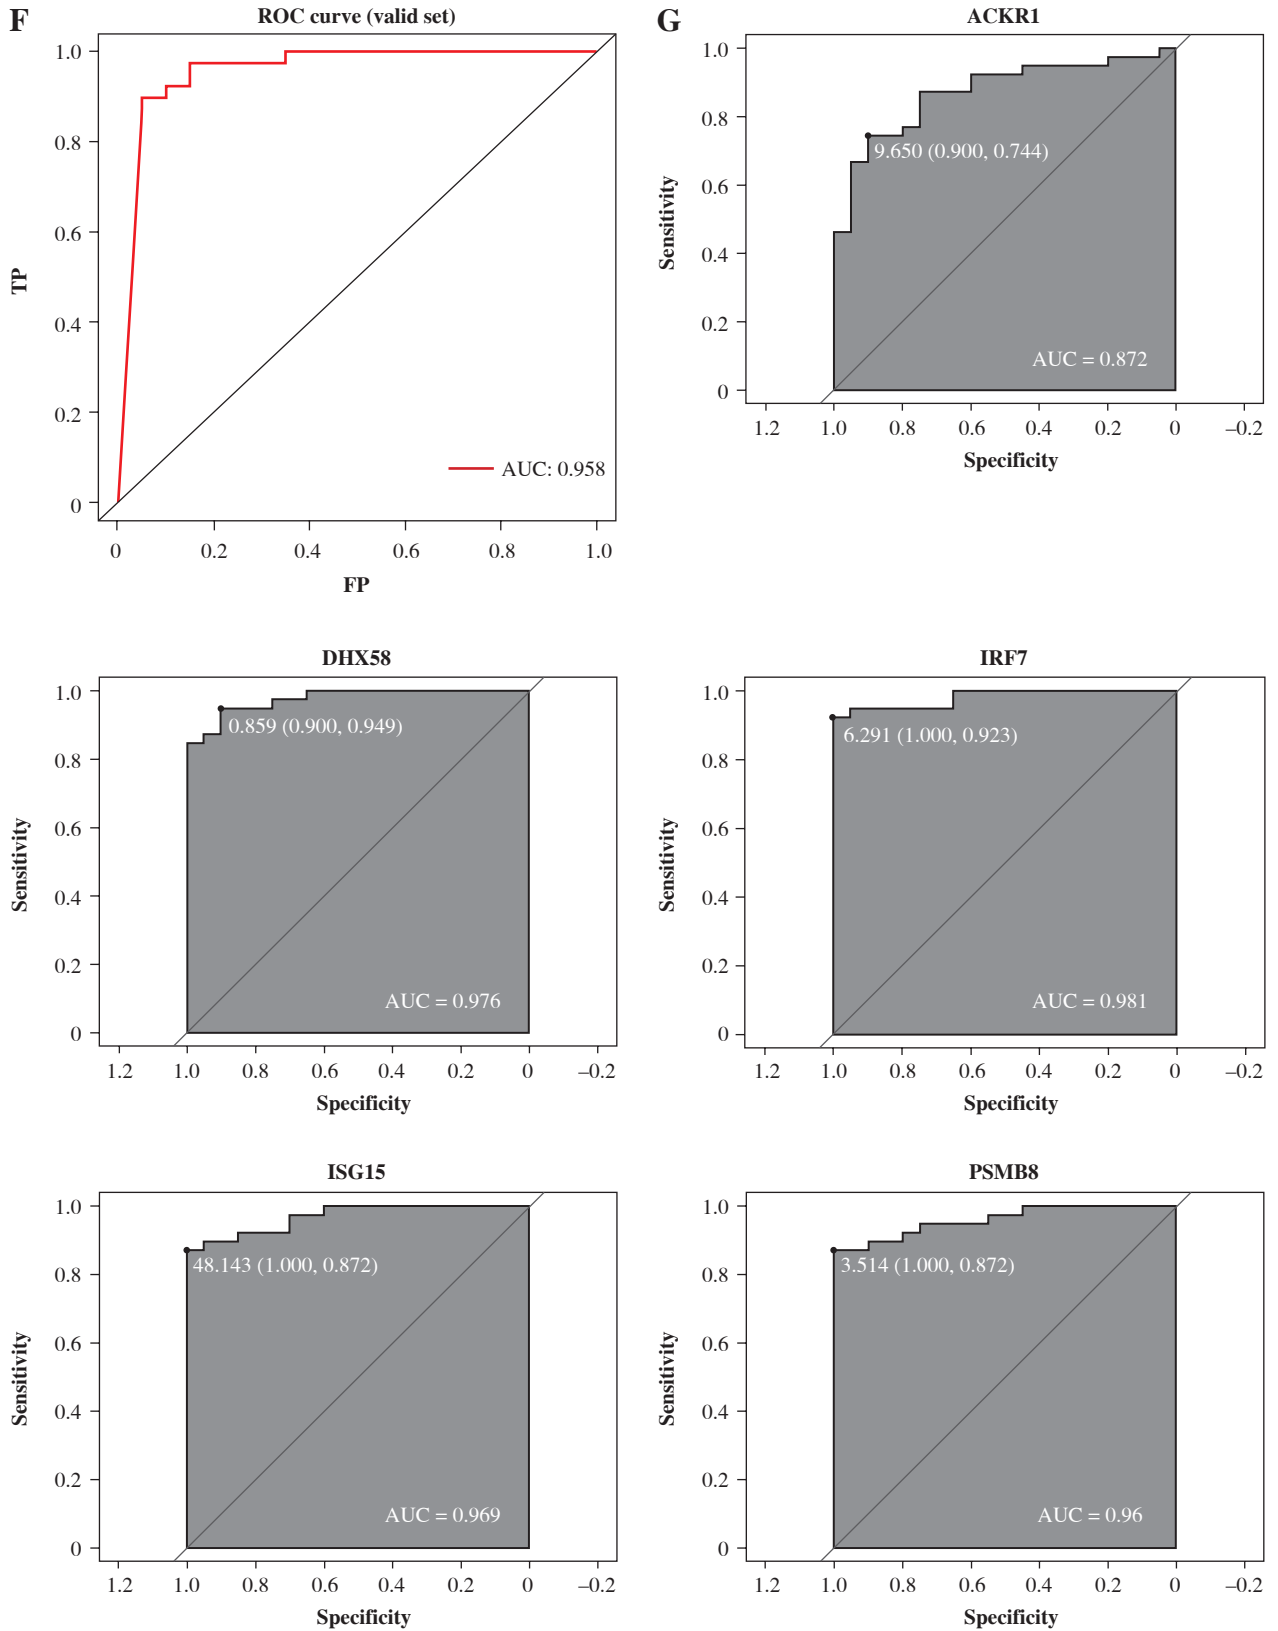 F
ROC curve (valid set)
1.0
0.8
0.6
0.4
0.2
0
TP
AUC: 0.958
0 0.2 0.4 0.6 0.8 1.0
FP
G
ACKR1
1.0
0.8
0.6
0.4
0.2
0
Sensitivity
9.650 (0.900, 0.744)
AUC = 0.872
1.2 1.0 0.8 0.6 0.4 0.2 0 –0.2
Specificity
DHX58
1.0
0.8
0.6
0.4
0.2
0
Sensitivity
0.859 (0.900, 0.949)
AUC = 0.976
1.2 1.0 0.8 0.6 0.4 0.2 0 –0.2
Specificity
IRF7
1.0
0.8
0.6
0.4
0.2
0
Sensitivity
6.291 (1.000, 0.923)
AUC = 0.981
1.2 1.0 0.8 0.6 0.4 0.2 0 –0.2
Specificity
ISG15
1.0
0.8
0.6
0.4
0.2
0
Sensitivity
48.143 (1.000, 0.872)
AUC = 0.969
1.2 1.0 0.8 0.6 0.4 0.2 0 –0.2
Specificity
PSMB8
1.0
0.8
0.6
0.4
0.2
0
Sensitivity
3.514 (1.000, 0.872)
AUC = 0.96
1.2 1.0 0.8 0.6 0.4 0.2 0 –0.2
Specificity